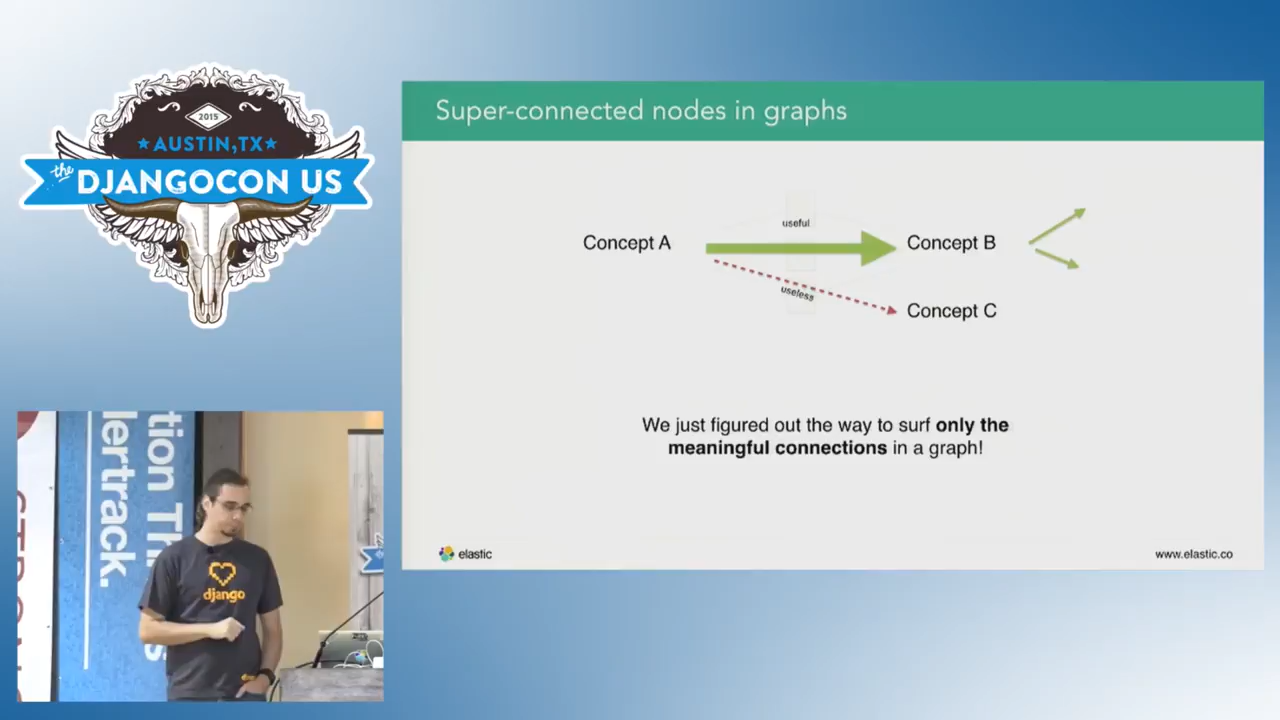 2015
AUSTIN, TX
the
DJANGOCON US
Super-connected nodes in graphs
useful
Concept A
Concept B
useless
Concept C
We just figured out the way to surf only the
meaningful connections in a graph!
elastic
www.elastic.co
tion
lertrack.
django